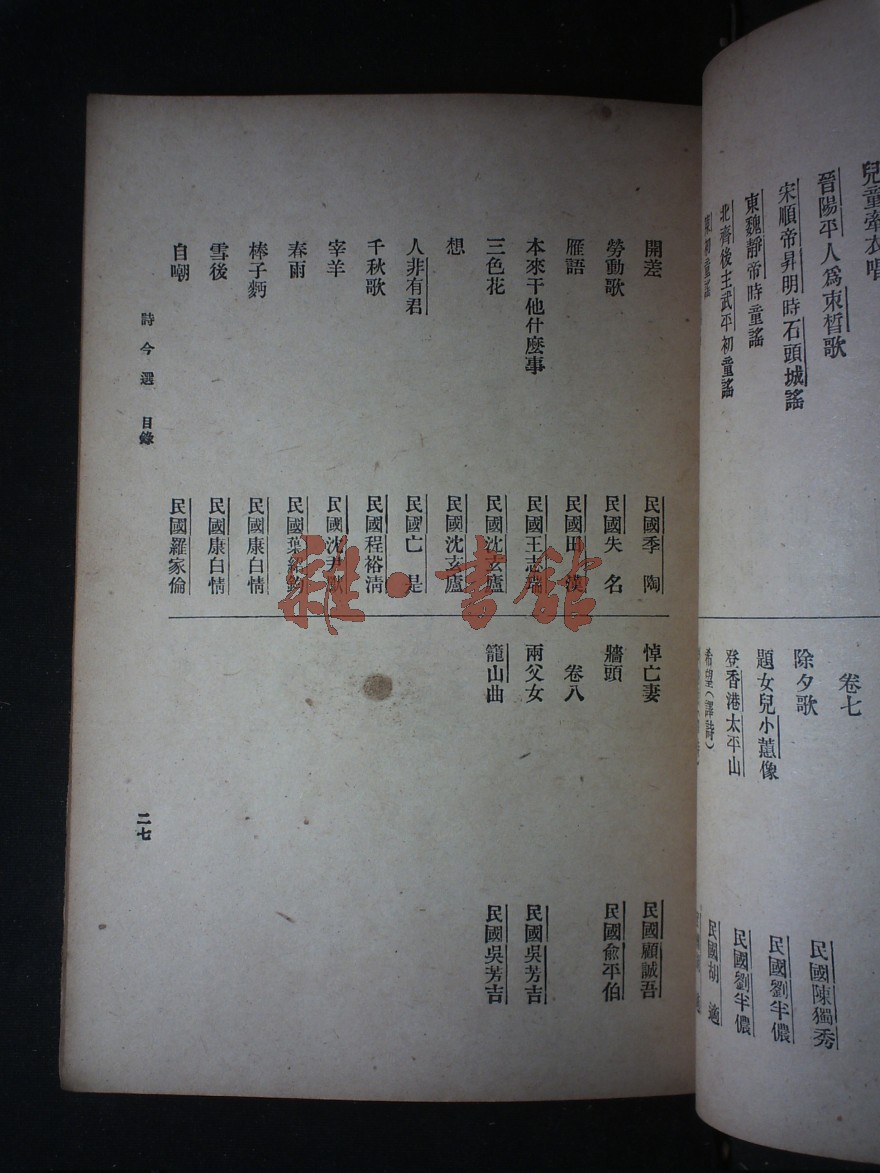 兒童牽衣唱
晉陽平人爲束晳歌
宋順帝昇明時石頭城謠
東魏靜帝時童謠
北齊後主武平初童謠
陳初童謠
卷七
除夕歌 民國陳獨秀
題女兒小蕙像 民國劉半儂
登香港太平山 民國劉半儂
希望(譯詩) 民國胡適
開差 民國季陶
勞動歌 民國失名
雁語 民國田漢
本來干他什麼事 民國王志瑞
三色花 民國沈玄廬
想 民國沈玄廬
人非有君 民國亡是
千秋歌 民國程裕淸
宰羊 民國沈尹默
春雨 民國葉紹鈞
棒子麪 民國康白情
雪後 民國康白情
自嘲 民國羅家倫
悼亡妻 民國顧誠吾
牆頭 民國俞平伯
卷八
兩父女 民國吳芳吉
籠山曲 民國吳芳吉
詩今選 目錄
二七
雜·書館